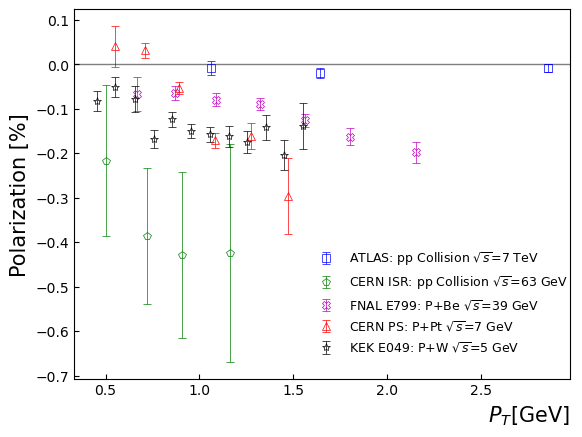 Polarization [%]
0.1
0.0
−0.1
−0.2
−0.3
−0.4
−0.5
−0.6
−0.7
ATLAS: pp Collision √s=7 TeV
CERN ISR: pp Collision √s=63 GeV
FNAL E799: P+Be √s=39 GeV
CERN PS: P+Pt √s=7 GeV
KEK E049: P+W √s=5 GeV
0.5 1.0 1.5 2.0 2.5
P_T[GeV]